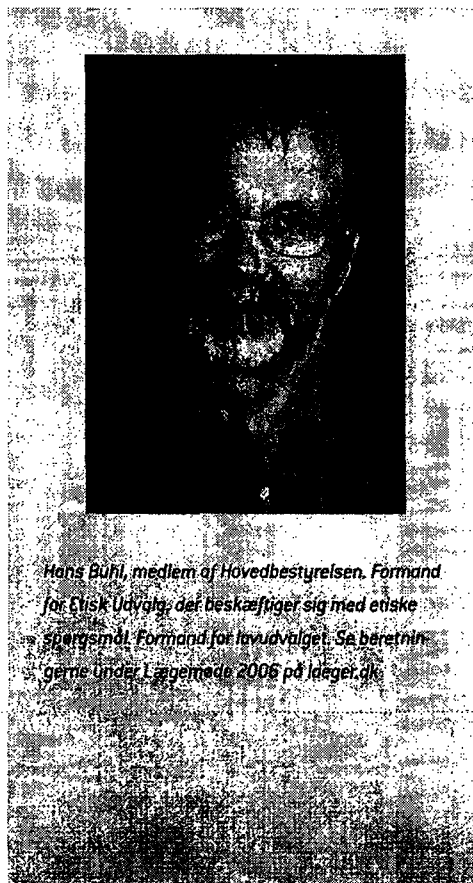 Hans Buhl, medlem af Hovedbestyrelsen. Formand
for Etisk Udvalg, der beskæftiger sig med etiske
spørgsmål. Formand for lovudvalget. Se beretnin-
gerne under Lægemøde 2006 på laeger.dk